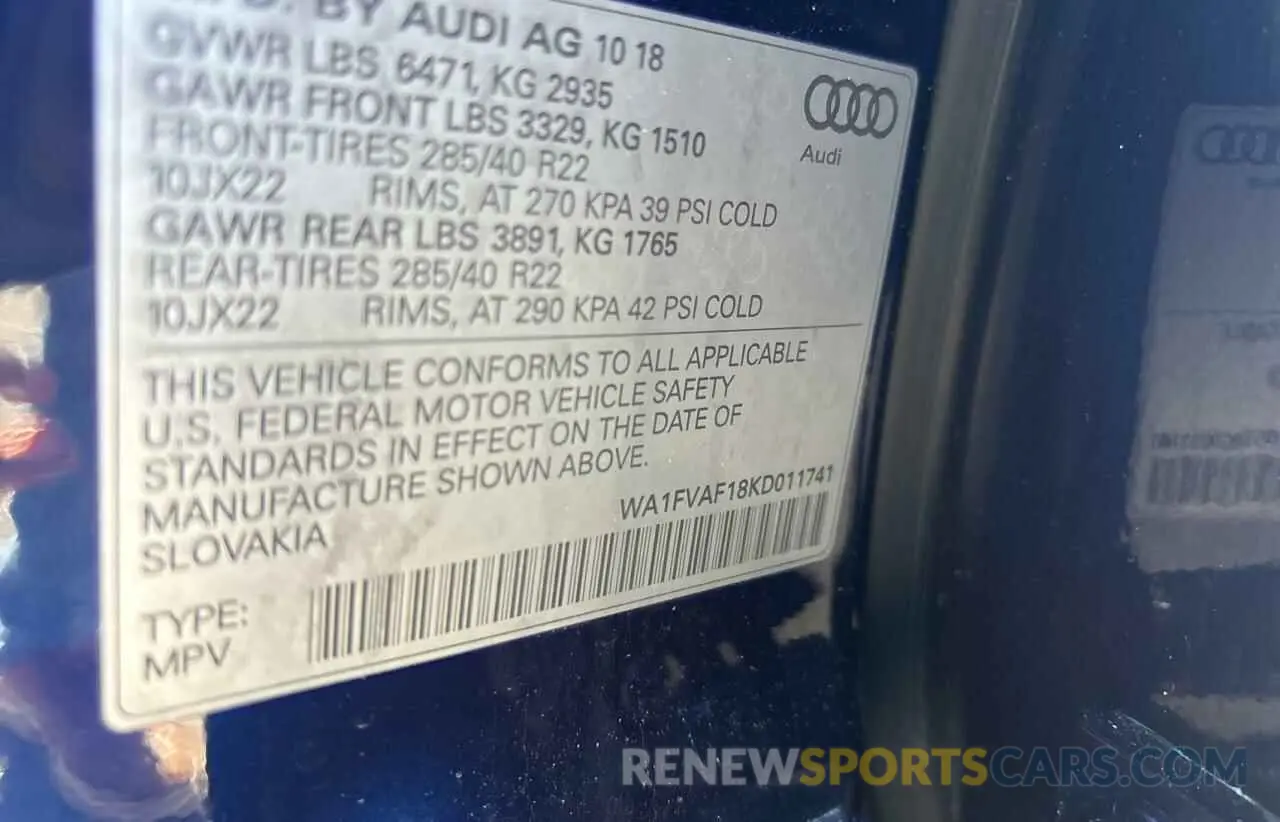 BY AUDI AG 10 18
GVWR LBS 6471, KG 2935
GAWR FRONT LBS 3329, KG 1510
FRONT-TIRES 285/40 R22
10JX22 RIMS, AT 270 KPA 39 PSI COLD
GAWR REAR LBS 3891, KG 1765
REAR-TIRES 285/40 R22
10JX22 RIMS, AT 290 KPA 42 PSI COLD
Audi
THIS VEHICLE CONFORMS TO ALL APPLICABLE
U.S. FEDERAL MOTOR VEHICLE SAFETY
STANDARDS IN EFFECT ON THE DATE OF
MANUFACTURE SHOWN ABOVE.
SLOVAKIA
WA1FVAF18KD011741
TYPE:
MPV
RENEWSPORTSCARS.COM